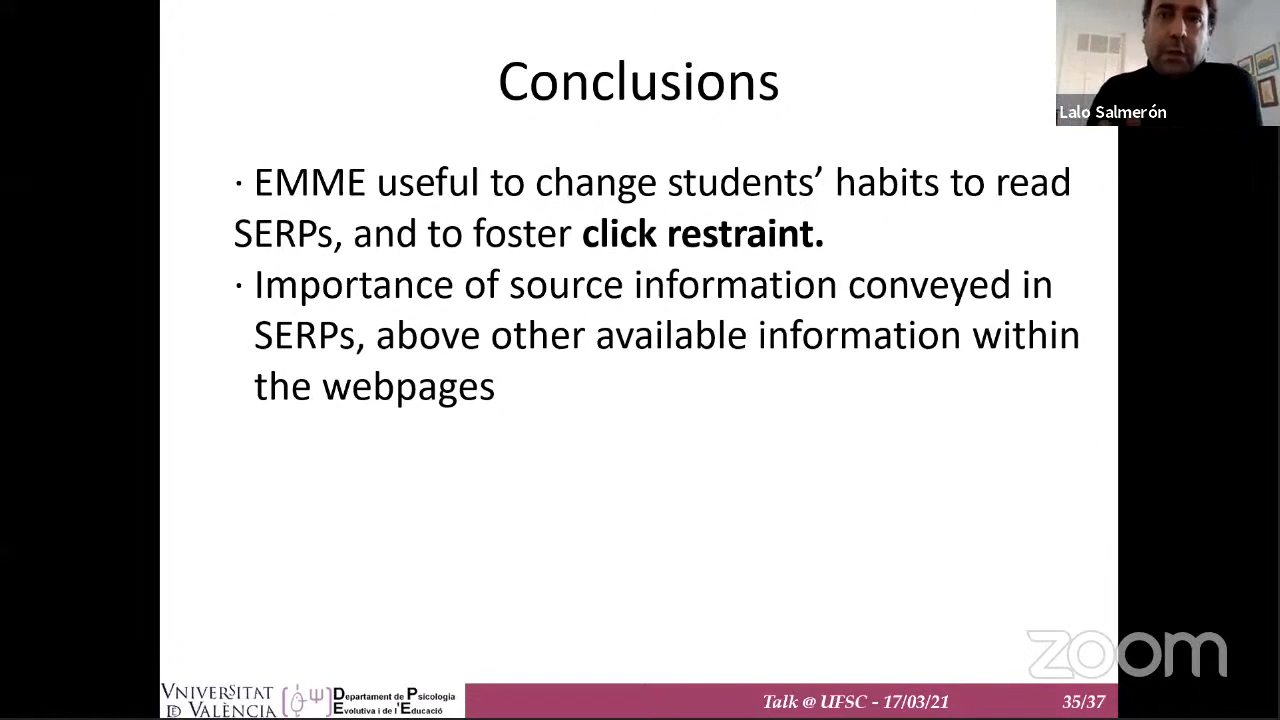 Conclusions
Lalo Salmerón
· EMME useful to change students’ habits to read
SERPs, and to foster click restraint.
· Importance of source information conveyed in
SERPs, above other available information within
the webpages
zoom
VNIVERSITAT
DE VALÈNCIA
Departament de Psicologia
Evolutiva i de l'Educació
Talk @ UFSC - 17/03/21
35/37